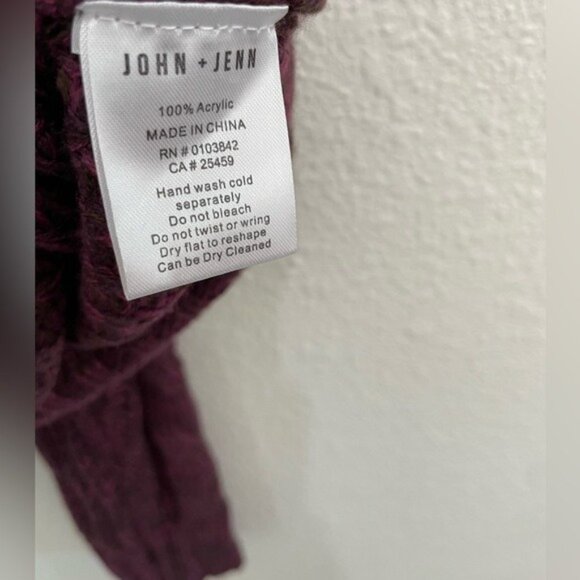 JOHN + JENN
100% Acrylic
MADE IN CHINA
RN # 0103842
CA # 25459
Hand wash cold
separately
Do not bleach
Do not twist or wring
Dry flat to reshape
Can be Dry Cleaned